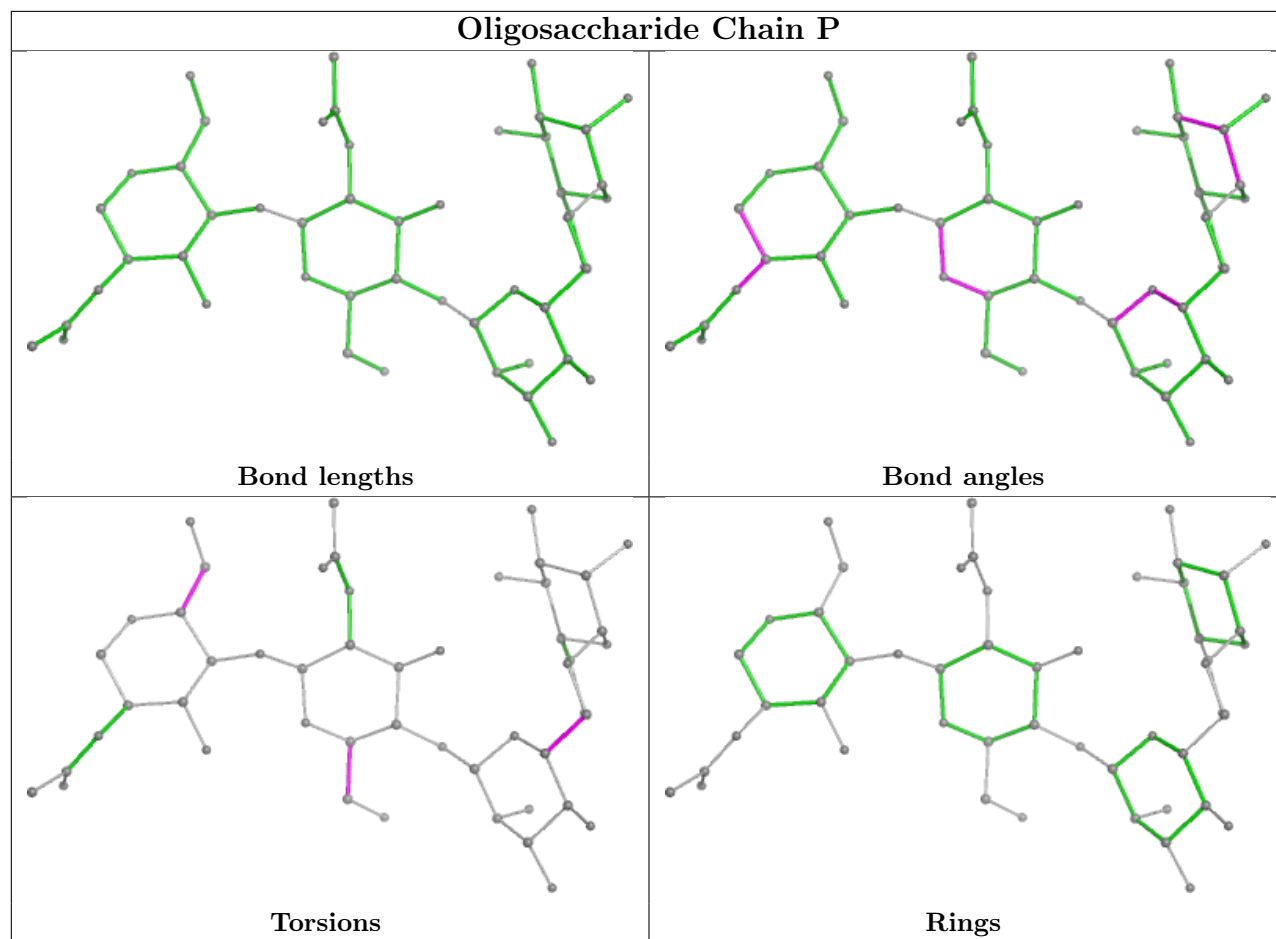 Oligosaccharide Chain P
Bond lengths
Bond angles
Torsions
Rings